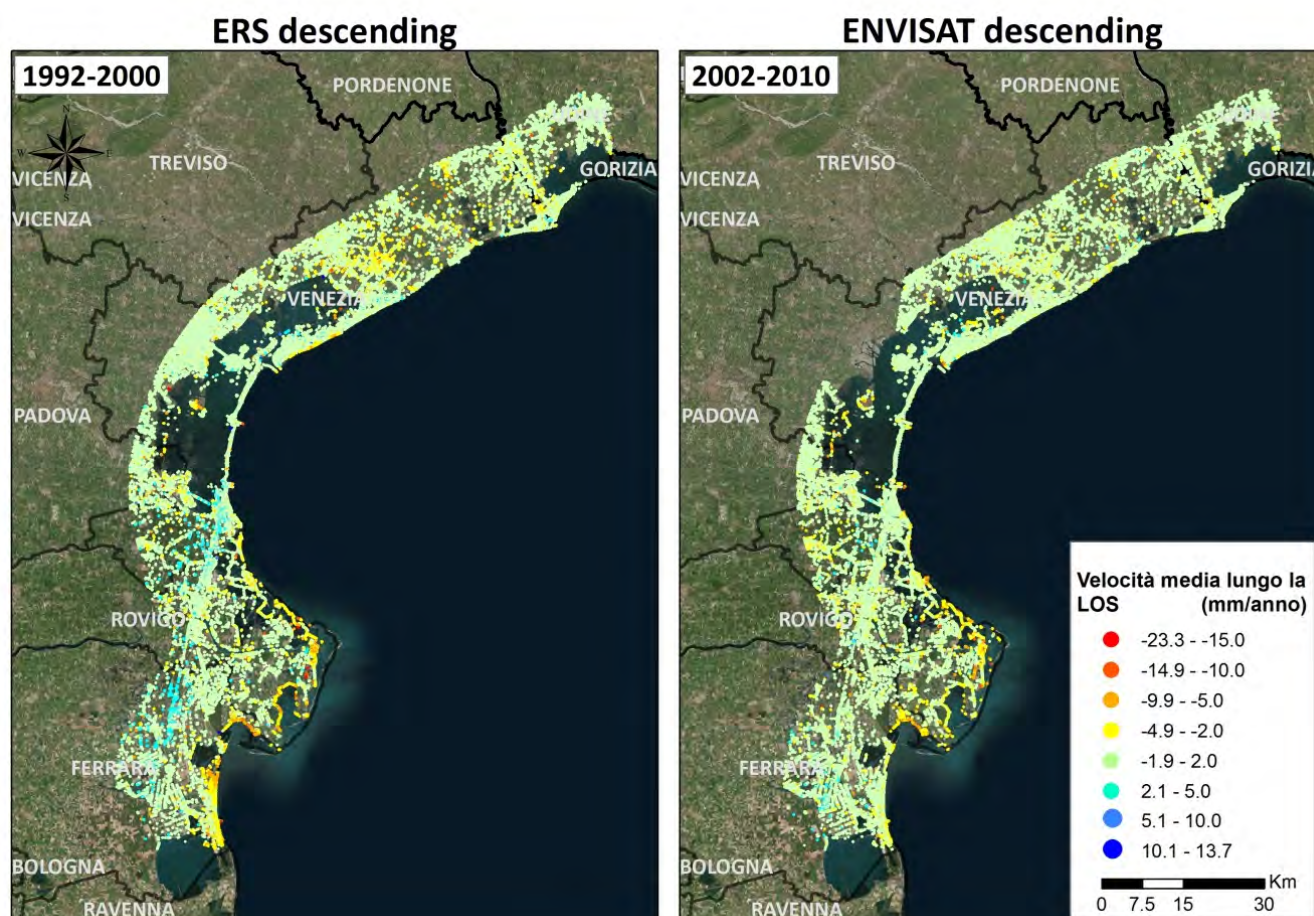 ERS descending
ENVISAT descending
1992-2000
PORDENONE
N
W E
S
TREVISO
VICENZA
VICENZA
GORIZIA
VENEZIA
PADOVA
ROVIGO
FERRARA
BOLOGNA
RAVENNA
2002-2010
PORDENONE
TREVISO
VICENZA
VICENZA
GORIZIA
VENEZIA
PADOVA
ROVIGO
FERRARA
BOLOGNA
RAVENNA
Velocità media lungo la
LOS (mm/anno)
-23.3 - -15.0
-14.9 - -10.0
-9.9 - -5.0
-4.9 - -2.0
-1.9 - 2.0
2.1 - 5.0
5.1 - 10.0
10.1 - 13.7
Km
0 7.5 15 30